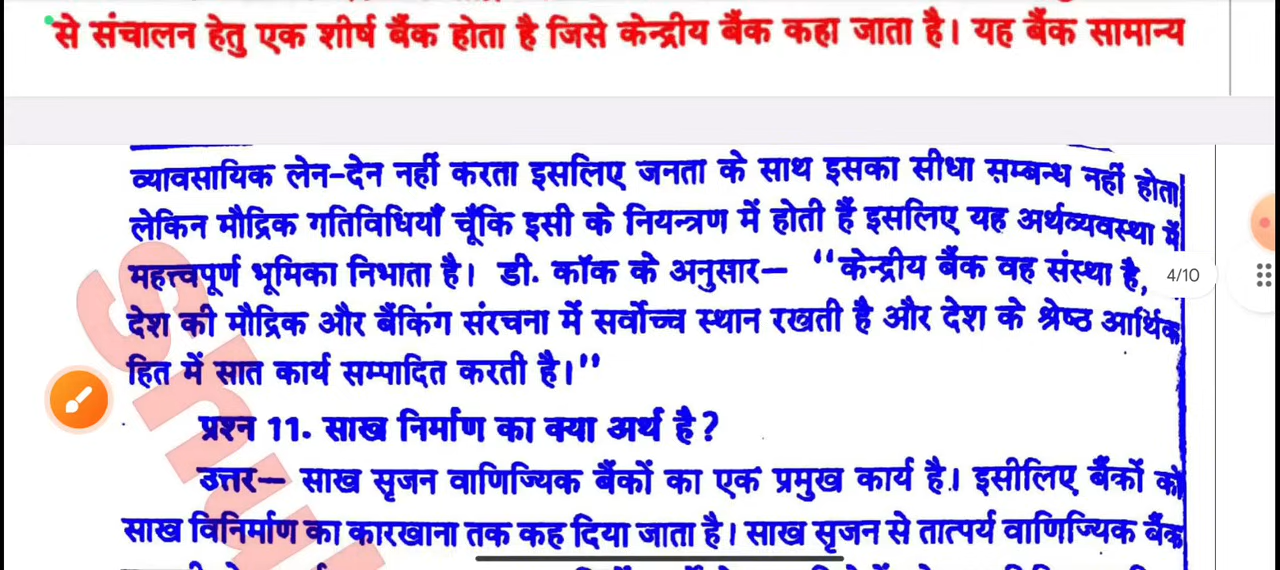 से संचालन हेतु एक शीर्ष बैंक होता है जिसे केन्द्रीय बैंक कहा जाता है। यह बैंक सामान्य
व्यावसायिक लेन-देन नहीं करता इसलिए जनता के साथ इसका सीधा सम्बन्ध नहीं होता
लेकिन मौद्रिक गतिविधियाँ चूँकि इसी के नियन्त्रण में होती हैं इसलिए यह अर्थव्यवस्था में
महत्त्वपूर्ण भूमिका निभाता है। डी. कॉक के अनुसार— “केन्द्रीय बैंक वह संस्था है,
4/10
देश की मौद्रिक और बैंकिंग संरचना में सर्वोच्च स्थान रखती है और देश के श्रेष्ठ आर्थिक
हित में सात कार्य सम्पादित करती है।”
प्रश्न 11. साख निर्माण का क्या अर्थ है?
उत्तर— साख सृजन वाणिज्यिक बैंकों का एक प्रमुख कार्य है। इसीलिए बैंकों को
साख विनिर्माण का कारखाना तक कह दिया जाता है। साख सृजन से तात्पर्य वाणिज्यिक बैंक